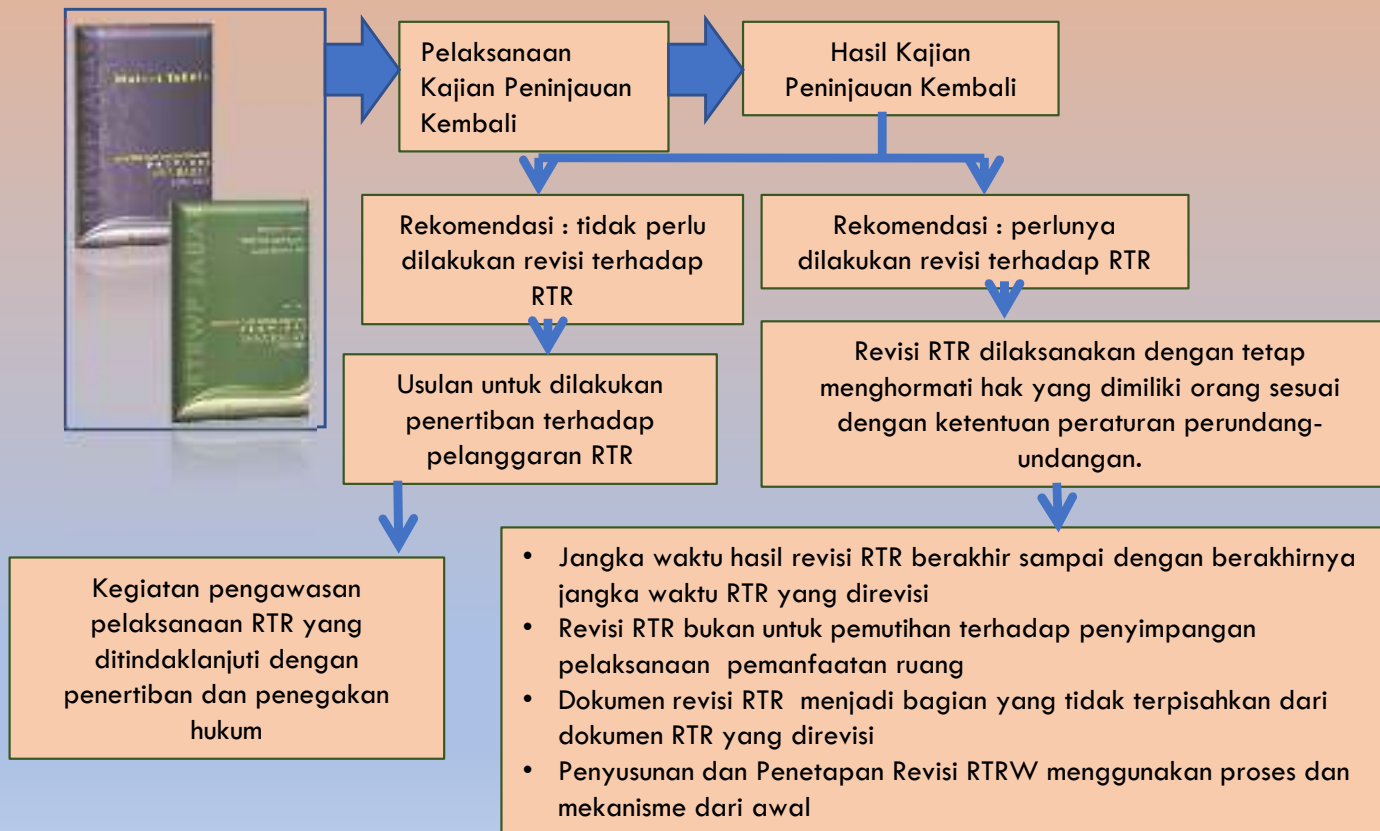 Pelaksanaan
Kajian Peninjauan
Kembali
Hasil Kajian
Peninjauan Kembali
Rekomendasi : tidak perlu
dilakukan revisi terhadap
RTR
Rekomendasi : perlunya
dilakukan revisi terhadap RTR
Usulan untuk dilakukan
penertiban terhadap
pelanggaran RTR
Revisi RTR dilaksanakan dengan tetap
menghormati hak yang dimiliki orang sesuai
dengan ketentuan peraturan perundang-
undangan.
Kegiatan pengawasan
pelaksanaan RTR yang
ditindaklanjuti dengan
penertiban dan penegakan
hukum
• Jangka waktu hasil revisi RTR berakhir sampai dengan berakhirnya
jangka waktu RTR yang direvisi
• Revisi RTR bukan untuk pemutihan terhadap penyimpangan
pelaksanaan pemanfaatan ruang
• Dokumen revisi RTR menjadi bagian yang tidak terpisahkan dari
dokumen RTR yang direvisi
• Penyusunan dan Penetapan Revisi RTRW menggunakan proses dan
mekanisme dari awal